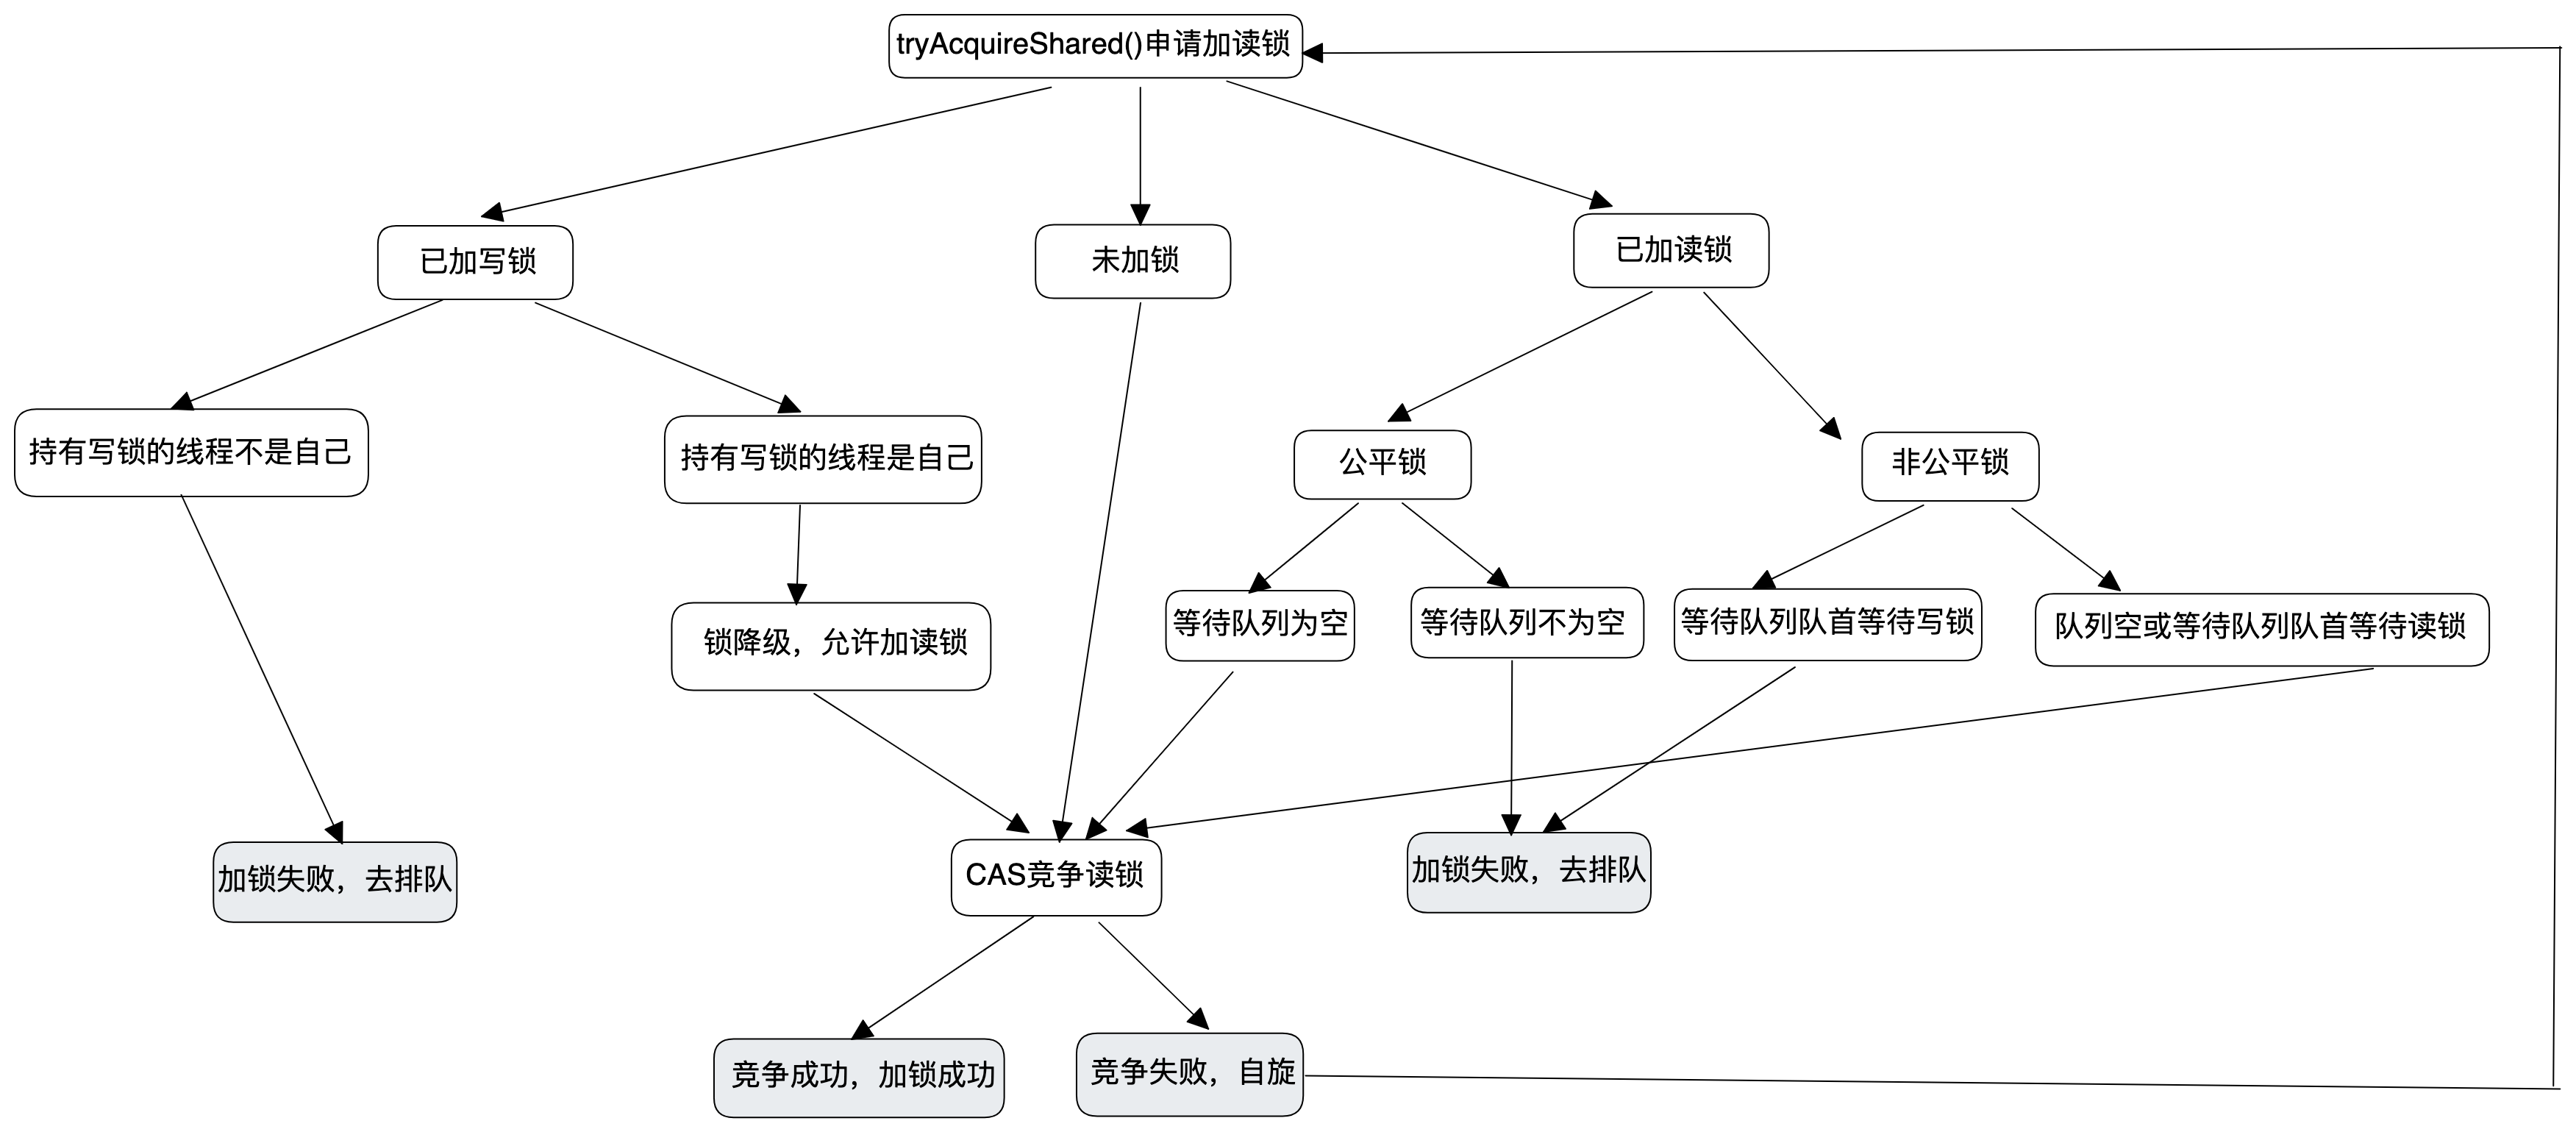 tryAcquireShared()申请加读锁
已加写锁
未加锁
已加读锁
持有写锁的线程不是自己
持有写锁的线程是自己
公平锁
非公平锁
锁降级，允许加读锁
等待队列为空
等待队列不为空
等待队列队首等待写锁
队列空或等待队列队首等待读锁
加锁失败，去排队
CAS竞争读锁
加锁失败，去排队
竞争成功，加锁成功
竞争失败，自旋